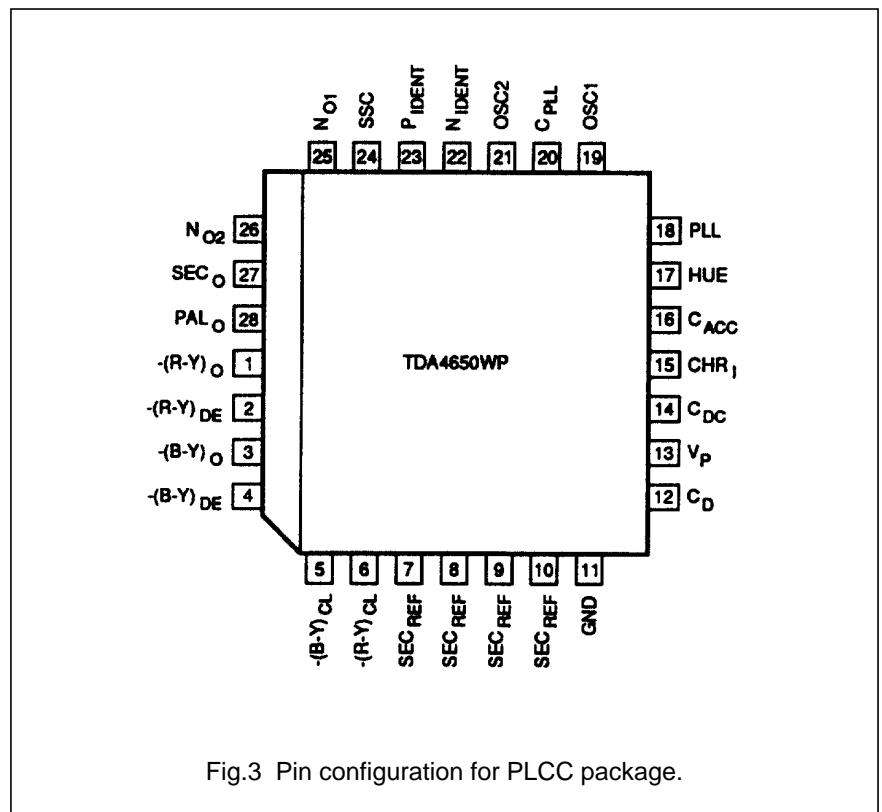 N O1 SSC P IDENT N IDENT OSC2 C PLL OSC1
25 24 23 22 21 20 19
N O2 26
SEC O 27
PAL O 28
-(R-Y) O 1
-(R-Y) DE 2
-(B-Y) O 3
-(B-Y) DE 4
TDA4650WP
18 PLL
17 HUE
16 C ACC
15 CHR I
14 C DC
13 V P
12 C D
5 6 7 8 9 10 11
-(B-Y) CL -(R-Y) CL SEC REF SEC REF SEC REF SEC REF GND
Fig.3 Pin configuration for PLCC package.